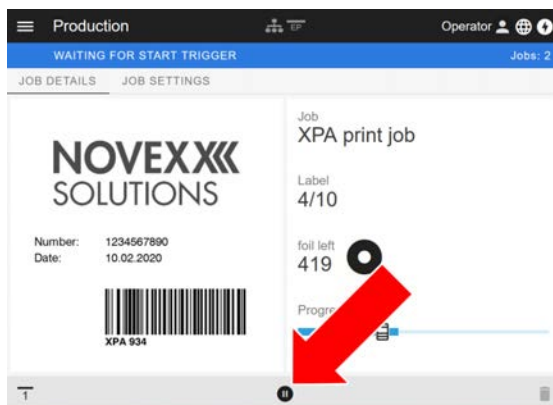 Production
EP
Operator
WAITING FOR START TRIGGER
Jobs: 2
JOB DETAILS
JOB SETTINGS
NOVEXX
SOLUTIONS
Number: 1234567890
Date: 10.02.2020
XPA 934
Job
XPA print job
Label
4/10
foil left
419
1